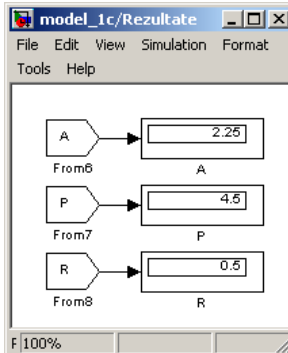 model_1c/Rezultate
File Edit View Simulation Format
Tools Help
A 2.25
From6 A
P 4.5
From7 P
R 0.5
From8 R
F 100%